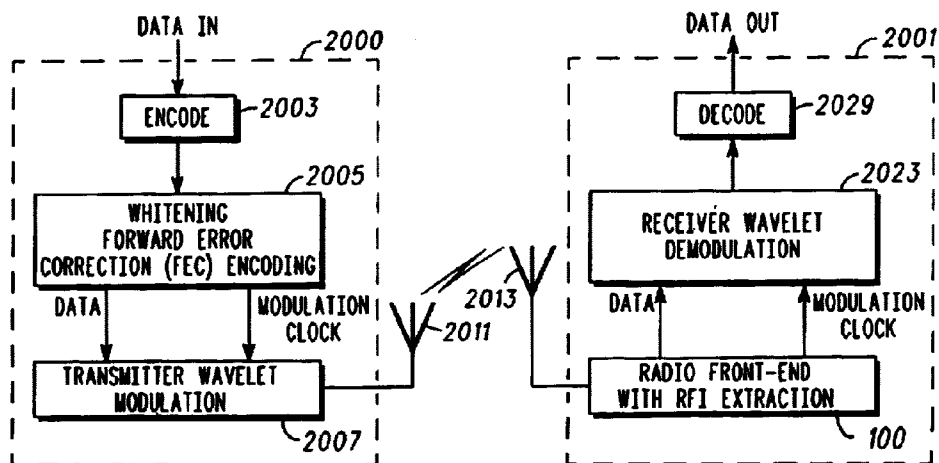 DATA IN
2000
ENCODE
2003
2005
WHITENING
FORWARD ERROR
CORRECTION (FEC) ENCODING
DATA
MODULATION
CLOCK
TRANSMITTER WAVELET
MODULATION
2007
2011
2013
DATA OUT
2001
DECODE
2029
2023
RECEIVER WAVELET
DEMODULATION
DATA
MODULATION
CLOCK
RADIO FRONT-END
WITH RFI EXTRACTION
100